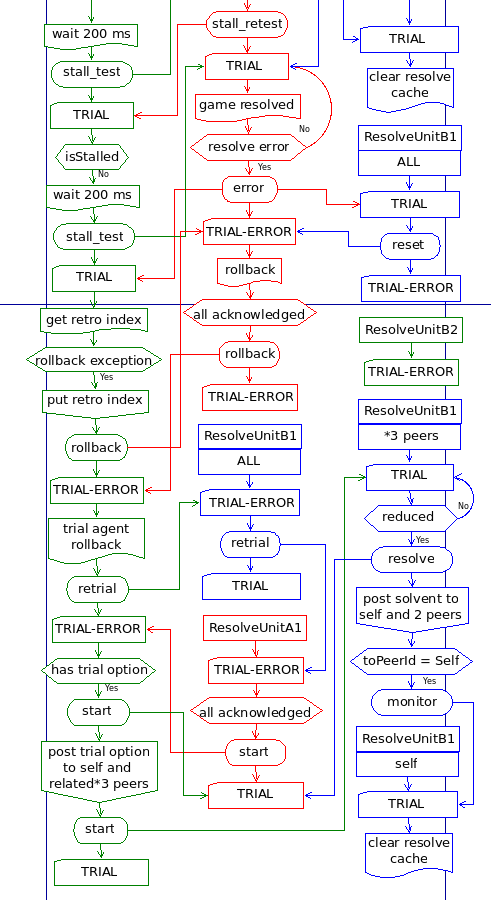 wait 200 ms
stall_test
TRIAL
isStalled
No
wait 200 ms
stall_test
TRIAL
get retro index
rollback exception
Yes
put retro index
rollback
TRIAL-ERROR
trial agent
rollback
retrial
TRIAL-ERROR
has trial option
Yes
start
post trial option
to self and
related*3 peers
start
TRIAL
stall_retest
TRIAL
game resolved
No
resolve error
Yes
error
TRIAL-ERROR
rollback
all acknowledged
rollback
TRIAL-ERROR
ResolveUnitB1
ALL
TRIAL-ERROR
retrial
TRIAL
ResolveUnitA1
TRIAL-ERROR
all acknowledged
start
TRIAL
TRIAL
clear resolve
cache
ResolveUnitB1
ALL
TRIAL
reset
TRIAL-ERROR
ResolveUnitB2
TRIAL-ERROR
ResolveUnitB1
*3 peers
TRIAL
No
reduced
Yes
resolve
post solvent to
self and 2 peers
toPeerId = Self
Yes
monitor
ResolveUnitB1
self
TRIAL
clear resolve
cache